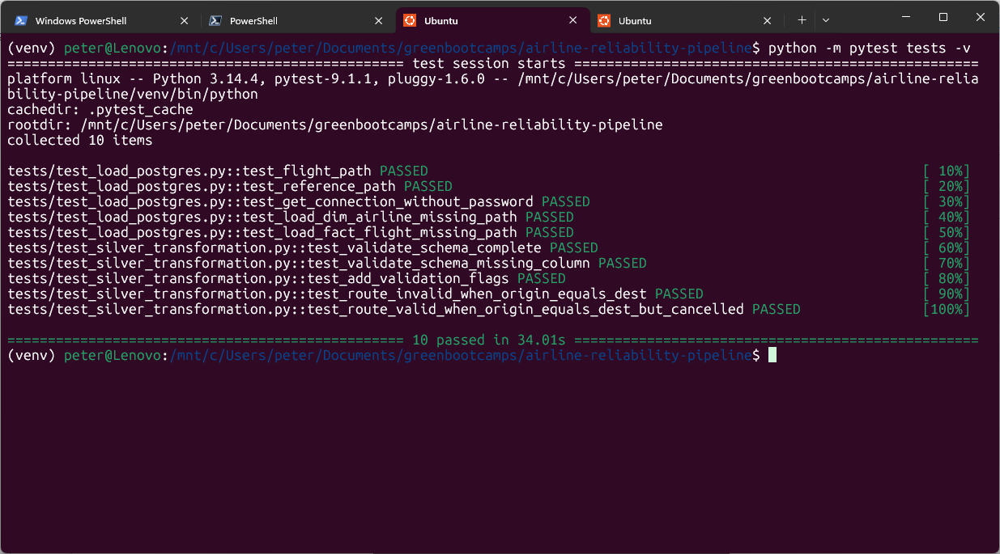 Windows PowerShell
PowerShell
Ubuntu
Ubuntu
(venv) peter@Lenovo:/mnt/c/Users/peter/Documents/greenbootcamps/airline-reliability-pipeline$ python -m pytest tests -v
================================================= test session starts ==================================================
platform linux -- Python 3.14.4, pytest-9.1.1, pluggy-1.6.0 -- /mnt/c/Users/peter/Documents/greenbootcamps/airline-relia
bility-pipeline/venv/bin/python
cachedir: .pytest_cache
rootdir: /mnt/c/Users/peter/Documents/greenbootcamps/airline-reliability-pipeline
collected 10 items
tests/test_load_postgres.py::test_flight_path PASSED [ 10%]
tests/test_load_postgres.py::test_reference_path PASSED [ 20%]
tests/test_load_postgres.py::test_get_connection_without_password PASSED [ 30%]
tests/test_load_postgres.py::test_load_dim_airline_missing_path PASSED [ 40%]
tests/test_load_postgres.py::test_load_fact_flight_missing_path PASSED [ 50%]
tests/test_silver_transformation.py::test_validate_schema_complete PASSED [ 60%]
tests/test_silver_transformation.py::test_validate_schema_missing_column PASSED [ 70%]
tests/test_silver_transformation.py::test_add_validation_flags PASSED [ 80%]
tests/test_silver_transformation.py::test_route_invalid_when_origin_equals_dest PASSED [ 90%]
tests/test_silver_transformation.py::test_route_valid_when_origin_equals_dest_but_cancelled PASSED [100%]
================================================= 10 passed in 34.01s ==================================================
(venv) peter@Lenovo:/mnt/c/Users/peter/Documents/greenbootcamps/airline-reliability-pipeline$